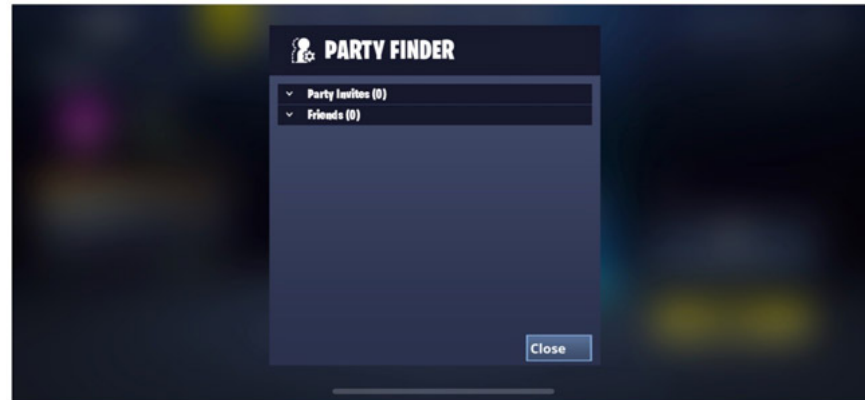 PARTY FINDER
Party Invites (0)
Friends (0)
Close